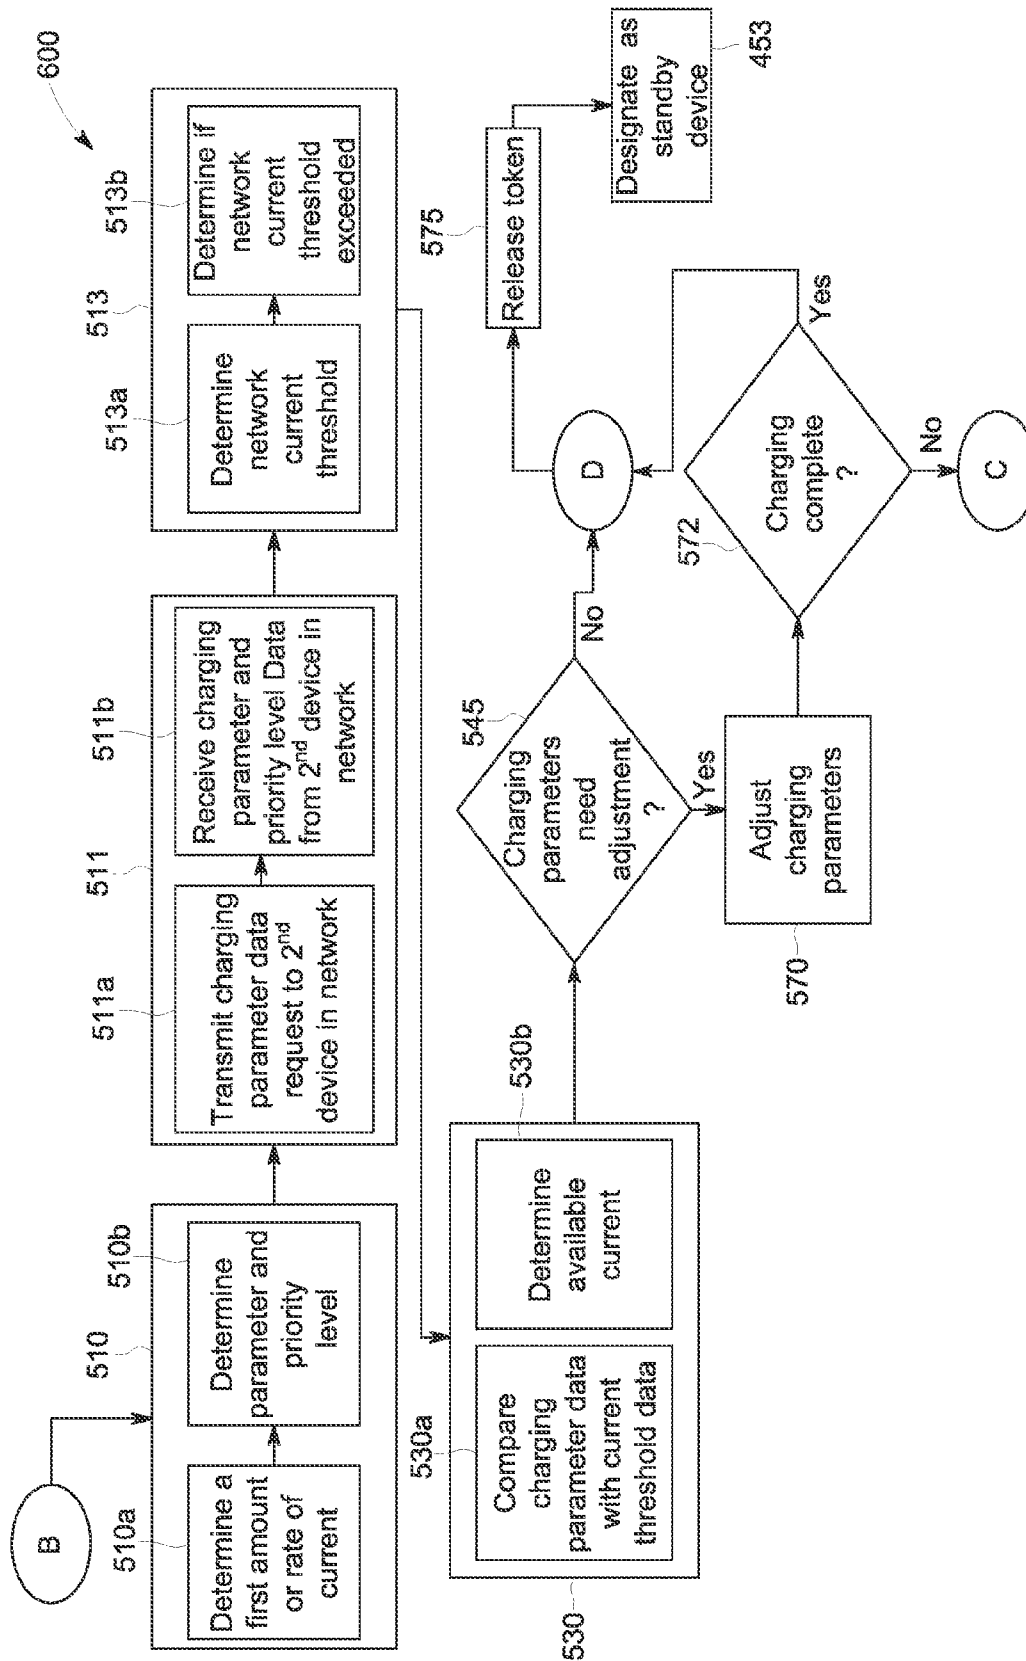 600
B
510
510a
Determine a
first amount
or rate of
current
510b
Determine
parameter and
priority
level
511
511a
Transmit charging
parameter data
request to 2nd
device in network
511b
Receive charging
parameter and
priority level Data
from 2nd device in
network
513
513a
Determine
network
current
threshold
513b
Determine if
network
current
threshold
exceeded
530
530a
Compare
charging
parameter data
with current
threshold data
530b
Determine
available
current
545
Charging
parameters
need
adjustment
?
No
Yes
D
575
Release token
Designate as
standby
device
453
570
Adjust
charging
parameters
572
Charging
complete
?
Yes
No
C